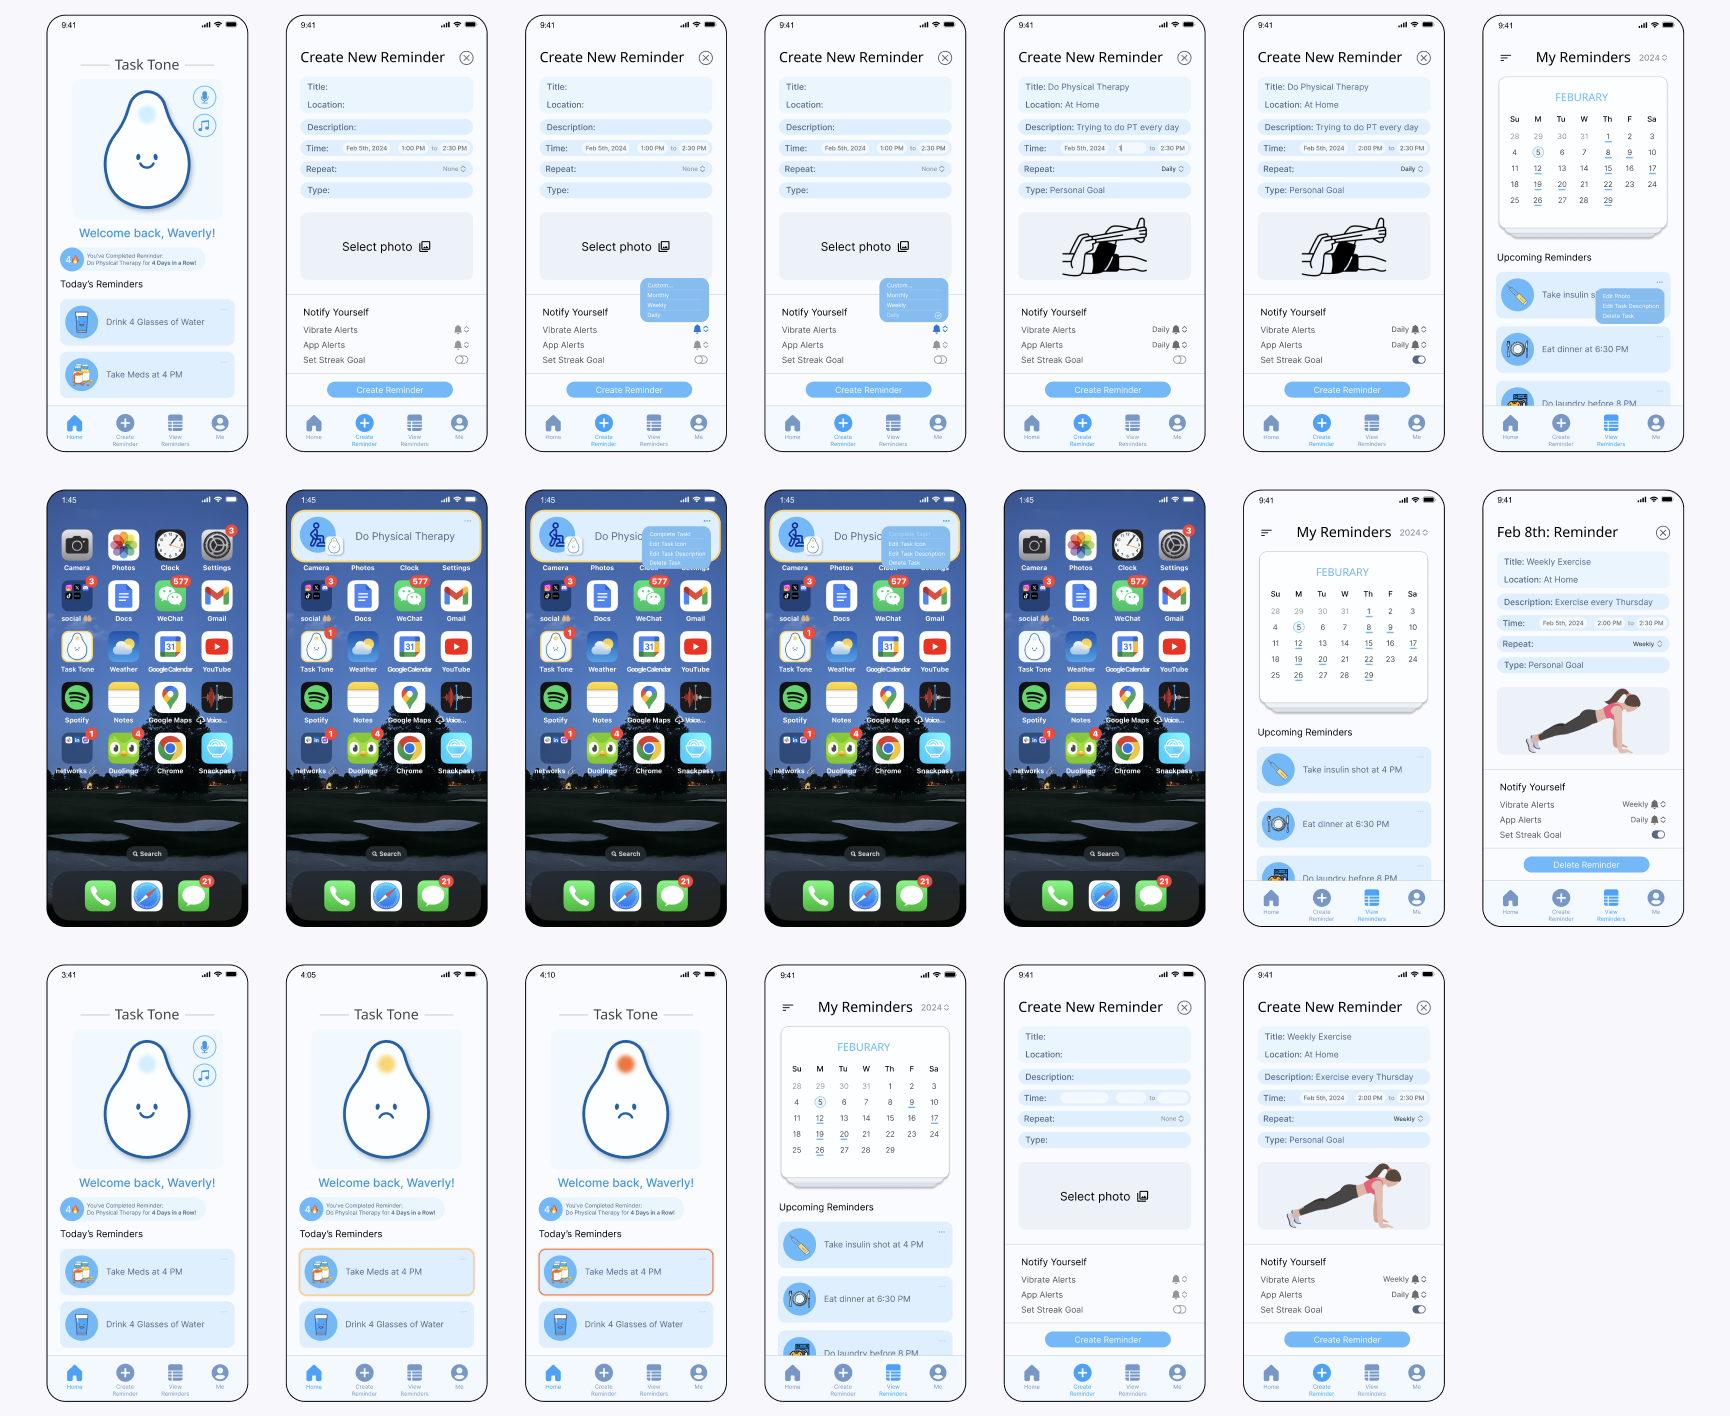 9:41
Task Tone
Welcome back, Waverly!
4
You've Completed Reminder:
Do Physical Therapy for 4 Days in a Row!
Today's Reminders
Drink 4 Glasses of Water
Take Meds at 4 PM
Home
Create Reminder
View Reminders
Me
9:41
Create New Reminder
Title:
Location:
Description:
Time: Feb 5th, 2024 1:00 PM to 2:30 PM
Repeat: None
Type:
Select photo
Notify Yourself
Vibrate Alerts
App Alerts
Set Streak Goal
Create Reminder
Home
Create Reminder
View Reminders
Me
9:41
Create New Reminder
Title:
Location:
Description:
Time: Feb 5th, 2024 1:00 PM to 2:30 PM
Repeat: None
Type:
Select photo
Custom...
Monthly
Weekly
Daily
Notify Yourself
Vibrate Alerts
App Alerts
Set Streak Goal
Create Reminder
Home
Create Reminder
View Reminders
Me
9:41
Create New Reminder
Title:
Location:
Description:
Time: Feb 5th, 2024 1:00 PM to 2:30 PM
Repeat: None
Type:
Select photo
Custom...
Monthly
Weekly
Daily
Notify Yourself
Vibrate Alerts
App Alerts
Set Streak Goal
Create Reminder
Home
Create Reminder
View Reminders
Me
9:41
Create New Reminder
Title: Do Physical Therapy
Location: At Home
Description: Trying to do PT every day
Time: Feb 5th, 2024 1 to 2:30 PM
Repeat: Daily
Type: Personal Goal
Notify Yourself
Vibrate Alerts Daily
App Alerts Daily
Set Streak Goal
Create Reminder
Home
Create Reminder
View Reminders
Me
9:41
Create New Reminder
Title: Do Physical Therapy
Location: At Home
Description: Trying to do PT every day
Time: Feb 5th, 2024 2:00 PM to 2:30 PM
Repeat: Daily
Type: Personal Goal
Notify Yourself
Vibrate Alerts Daily
App Alerts Daily
Set Streak Goal
Create Reminder
Home
Create Reminder
View Reminders
Me
9:41
My Reminders 2024
FEBURARY
Su M Tu W Th F Sa
28 29 30 31 1 2 3
4 5 6 7 8 9 10
11 12 13 14 15 16 17
18 19 20 21 22 23 24
25 26 27 28 29
Upcoming Reminders
Take insulin s
Edit Photo
Edit Task Description
Delete Task
Eat dinner at 6:30 PM
Do laundry before 8 PM
Home
Create Reminder
View Reminders
Me
1:45
3
Camera Photos Clock Settings
3 577
31
social Docs WeChat Gmail
Task Tone Weather Google Calendar YouTube
Spotify Notes Google Maps Voice...
1 4
in
networks Duolingo Chrome Snackpass
Search
21
1:45
Do Physical Therapy
Camera Photos Clock Settings
3 577
social Docs WeChat Gmail
1 31
Task Tone Weather Google Calendar YouTube
Spotify Notes Google Maps Voice...
1 4
in
networks Duolingo Chrome Snackpass
Search
21
1:45
Do Physic
Complete Task!
Edit Task Icon
Edit Task Description
Delete Task
Camera Photos Clock Settings
3 577
social Docs WeChat Gmail
1 31
Task Tone Weather Google Calendar YouTube
Spotify Notes Google Maps Voice...
1 4
in
networks Duolingo Chrome Snackpass
Search
21
1:45
Do Physic
Complete Task!
Edit Task Icon
Edit Task Description
Delete Task
Camera Photos Clock Settings
3 577
social Docs WeChat Gmail
1 31
Task Tone Weather Google Calendar YouTube
Spotify Notes Google Maps Voice...
1 4
in
networks Duolingo Chrome Snackpass
Search
21
1:45
3
Camera Photos Clock Settings
3 577
social Docs WeChat Gmail
31
Task Tone Weather Google Calendar YouTube
Spotify Notes Google Maps Voice...
1 4
in
networks Duolingo Chrome Snackpass
Search
21
9:41
My Reminders 2024
FEBURARY
Su M Tu W Th F Sa
28 29 30 31 1 2 3
4 5 6 7 8 9 10
11 12 13 14 15 16 17
18 19 20 21 22 23 24
25 26 27 28 29
Upcoming Reminders
Take insulin shot at 4 PM
Eat dinner at 6:30 PM
Do laundry before 8 PM
Home
Create Reminder
View Reminders
Me
9:41
Feb 8th: Reminder
Title: Weekly Exercise
Location: At Home
Description: Exercise every Thursday
Time: Feb 5th, 2024 2:00 PM to 2:30 PM
Repeat: Weekly
Type: Personal Goal
Notify Yourself
Vibrate Alerts Weekly
App Alerts Daily
Set Streak Goal
Delete Reminder
Home
Create Reminder
View Reminders
Me
3:41
Task Tone
Welcome back, Waverly!
4
You've Completed Reminder:
Do Physical Therapy for 4 Days in a Row!
Today's Reminders
Take Meds at 4 PM
Drink 4 Glasses of Water
Home
Create Reminder
View Reminders
Me
4:05
Task Tone
Welcome back, Waverly!
4
You've Completed Reminder:
Do Physical Therapy for 4 Days in a Row!
Today's Reminders
Take Meds at 4 PM
Drink 4 Glasses of Water
Home
Create Reminder
View Reminders
Me
4:10
Task Tone
Welcome back, Waverly!
4
You've Completed Reminder:
Do Physical Therapy for 4 Days in a Row!
Today's Reminders
Take Meds at 4 PM
Drink 4 Glasses of Water
Home
Create Reminder
View Reminders
Me
9:41
My Reminders 2024
FEBURARY
Su M Tu W Th F Sa
28 29 30 31 1 2 3
4 5 6 7 8 9 10
11 12 13 14 15 16 17
18 19 20 21 22 23 24
25 26 27 28 29
Upcoming Reminders
Take insulin shot at 4 PM
Eat dinner at 6:30 PM
Do laundry before 8 PM
Home
Create Reminder
View Reminders
Me
9:41
Create New Reminder
Title:
Location:
Description:
Time: to
Repeat: None
Type:
Select photo
Notify Yourself
Vibrate Alerts
App Alerts
Set Streak Goal
Create Reminder
Home
Create Reminder
View Reminders
Me
9:41
Create New Reminder
Title: Weekly Exercise
Location: At Home
Description: Exercise every Thursday
Time: Feb 5th, 2024 2:00 PM to 2:30 PM
Repeat: Weekly
Type: Personal Goal
Notify Yourself
Vibrate Alerts Weekly
App Alerts Daily
Set Streak Goal
Create Reminder
Home
Create Reminder
View Reminders
Me